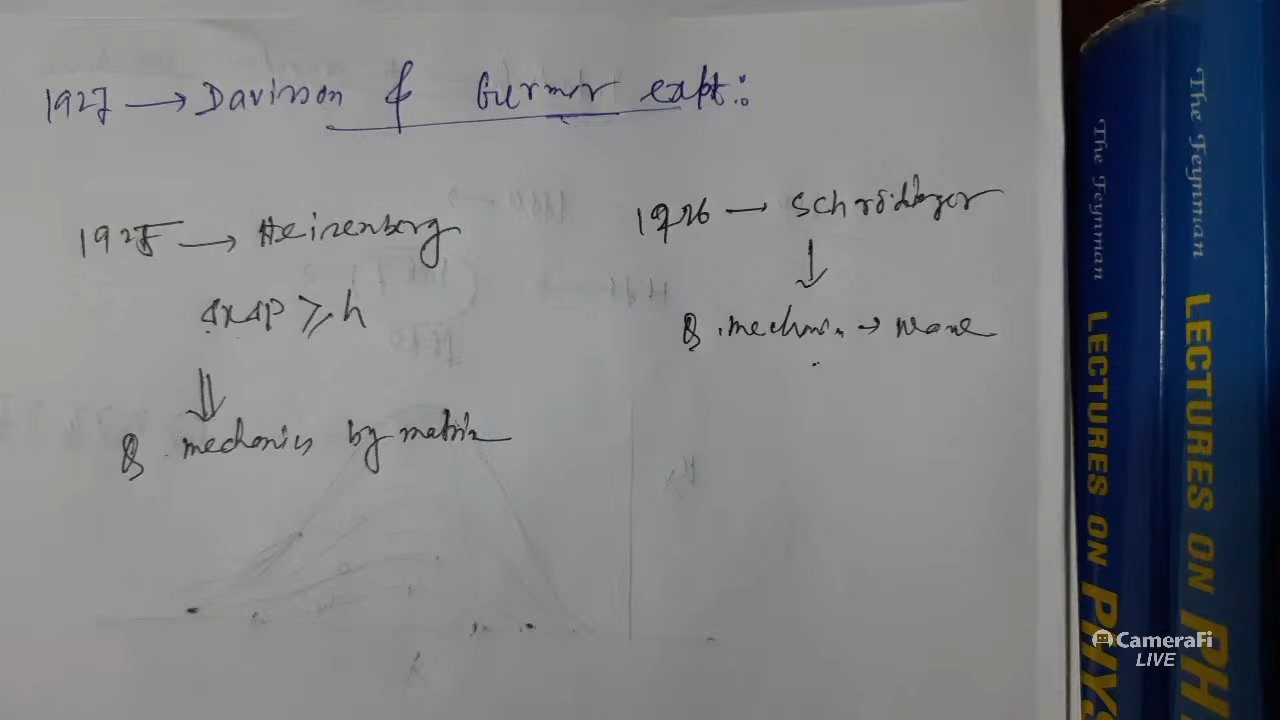 1927 → Davisson & Germer expt:
1925 → Heisenberg
ΔxΔp ≥ h
⇓
Q. mechanics by matrix
1926 → Schrödinger
↓
Q. mechanics → wave
The Feynman LECTURES ON PHYS
The Feynman LECTURES ON PH
CameraFi
LIVE